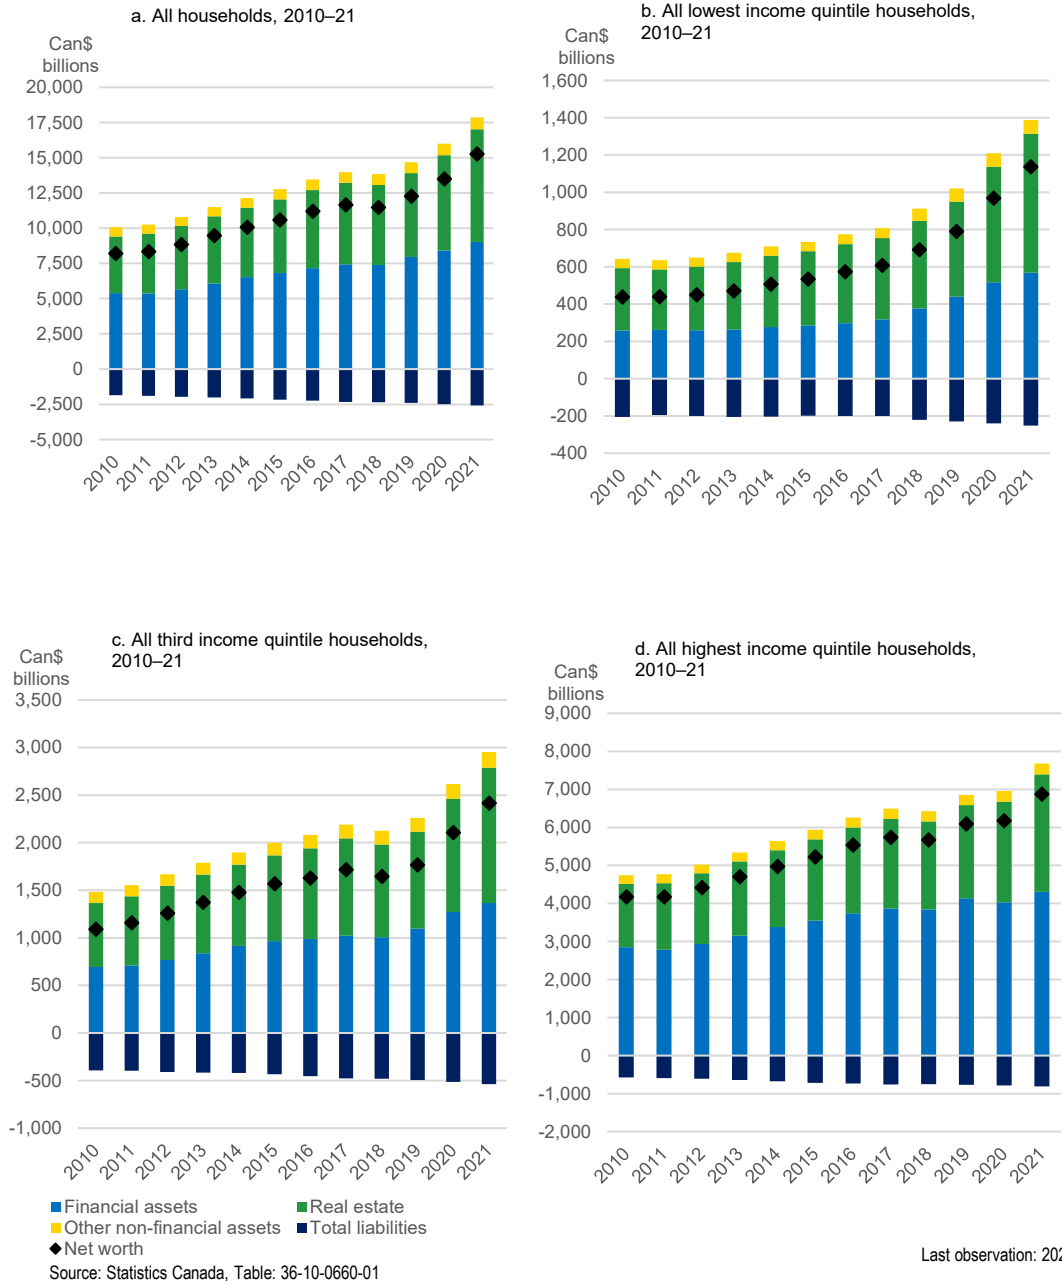 a. All households, 2010–21
Can$
billions
20,000
17,500
15,000
12,500
10,000
7,500
5,000
2,500
0
-2,500
-5,000
2010 2011 2012 2013 2014 2015 2016 2017 2018 2019 2020 2021
b. All lowest income quintile households,
2010–21
Can$
billions
1,600
1,400
1,200
1,000
800
600
400
200
0
-200
-400
2010 2011 2012 2013 2014 2015 2016 2017 2018 2019 2020 2021
c. All third income quintile households,
2010–21
Can$
billions
3,500
3,000
2,500
2,000
1,500
1,000
500
0
-500
-1,000
2010 2011 2012 2013 2014 2015 2016 2017 2018 2019 2020 2021
d. All highest income quintile households,
2010–21
Can$
billions
9,000
8,000
7,000
6,000
5,000
4,000
3,000
2,000
1,000
0
-1,000
-2,000
2010 2011 2012 2013 2014 2015 2016 2017 2018 2019 2020 2021
Financial assets Real estate
Other non-financial assets Total liabilities
Net worth
Source: Statistics Canada, Table: 36-10-0660-01
Last observation: 202